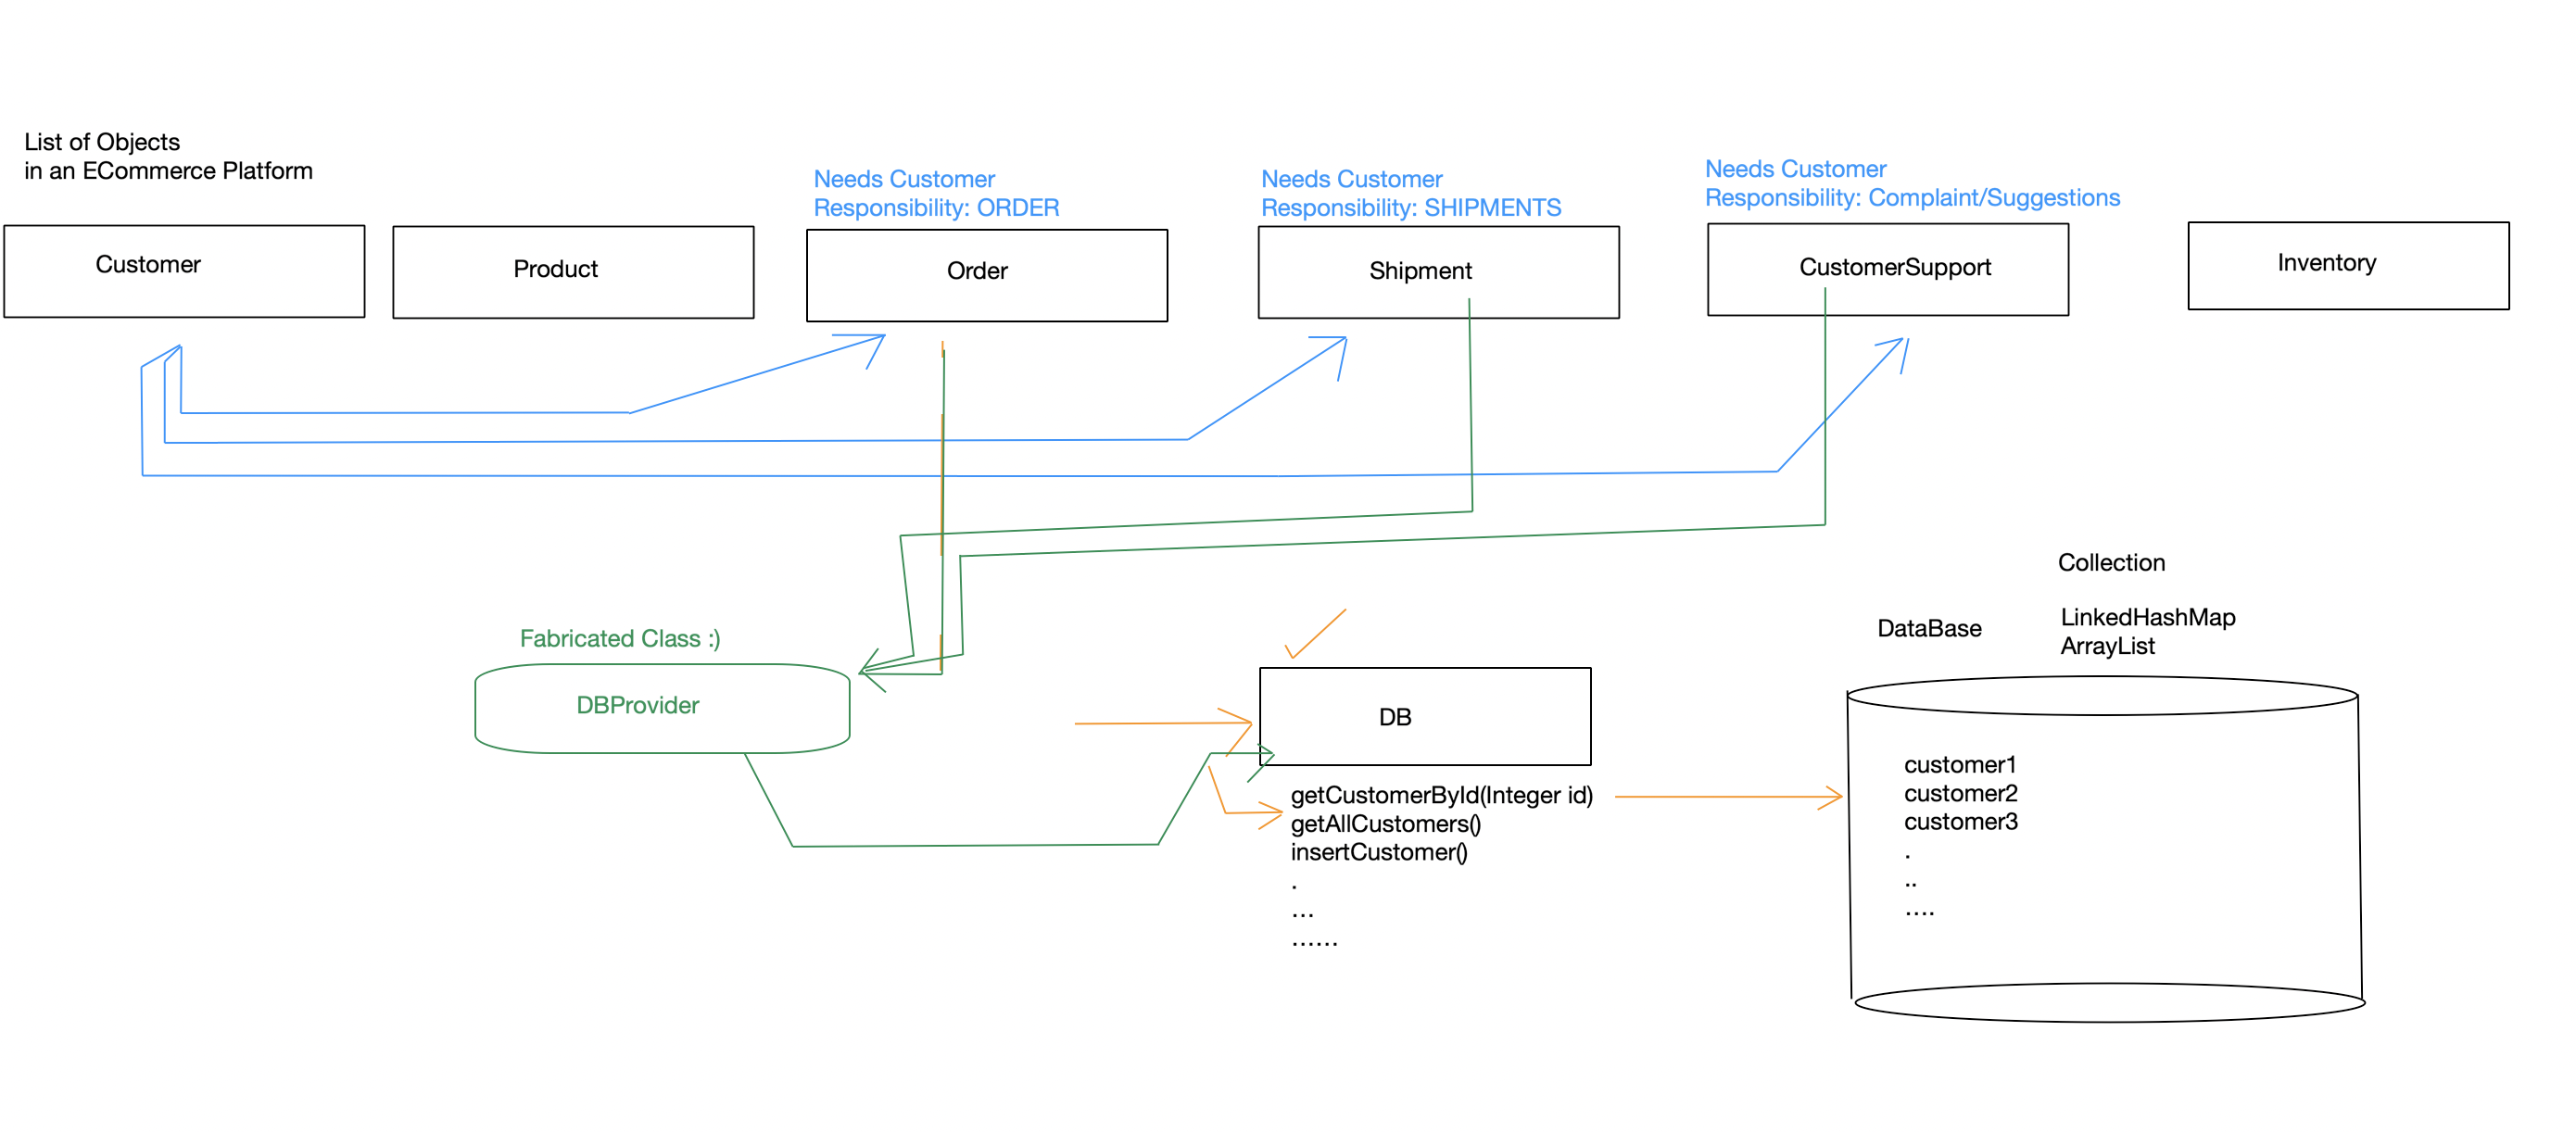 List of Objects
in an ECommerce Platform
Needs Customer
Responsibility: ORDER
Needs Customer
Responsibility: SHIPMENTS
Needs Customer
Responsibility: Complaint/Suggestions
Customer
Product
Order
Shipment
CustomerSupport
Inventory
Fabricated Class :)
DBProvider
DB
getCustomerById(Integer id)
getAllCustomers()
insertCustomer()
.
...
......
Collection
DataBase
LinkedHashMap
ArrayList
customer1
customer2
customer3
.
..
....